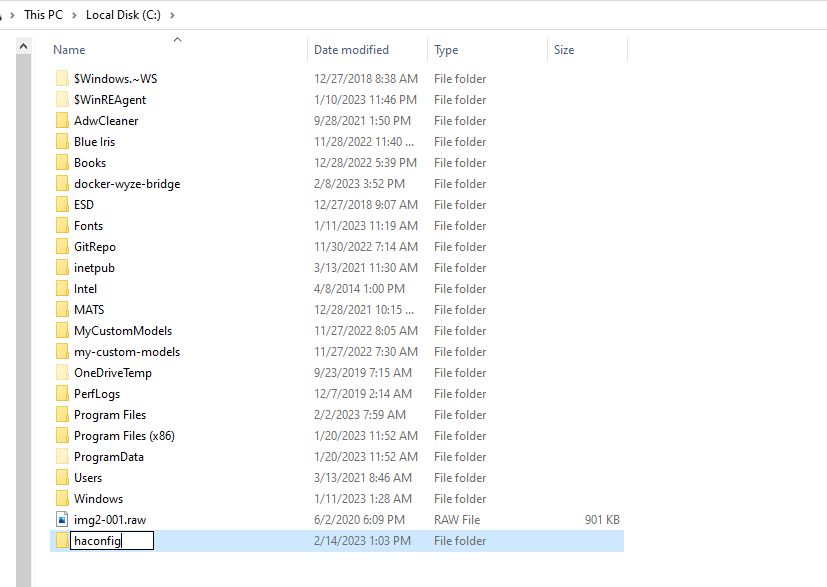 This PC > Local Disk (C:) >
Name Date modified Type Size
$Windows.~WS 12/27/2018 8:38 AM File folder
$WinREAgent 1/10/2023 11:46 PM File folder
AdwCleaner 9/28/2021 1:50 PM File folder
Blue Iris 11/28/2022 11:40 ... File folder
Books 12/28/2022 5:39 PM File folder
docker-wyze-bridge 2/8/2023 3:52 PM File folder
ESD 12/27/2018 9:07 AM File folder
Fonts 1/11/2023 11:19 AM File folder
GitRepo 11/30/2022 7:14 AM File folder
inetpub 3/13/2021 11:30 AM File folder
Intel 4/8/2014 1:00 PM File folder
MATS 12/28/2021 10:15 ... File folder
MyCustomModels 11/27/2022 8:05 AM File folder
my-custom-models 11/27/2022 7:30 AM File folder
OneDriveTemp 9/23/2019 7:15 AM File folder
PerfLogs 12/7/2019 2:14 AM File folder
Program Files 2/2/2023 7:59 AM File folder
Program Files (x86) 1/20/2023 11:52 AM File folder
ProgramData 1/20/2023 11:52 AM File folder
Users 3/13/2021 8:46 AM File folder
Windows 1/11/2023 1:28 AM File folder
img2-001.raw 6/2/2020 6:09 PM RAW File 901 KB
haconfig 2/14/2023 1:03 PM File folder